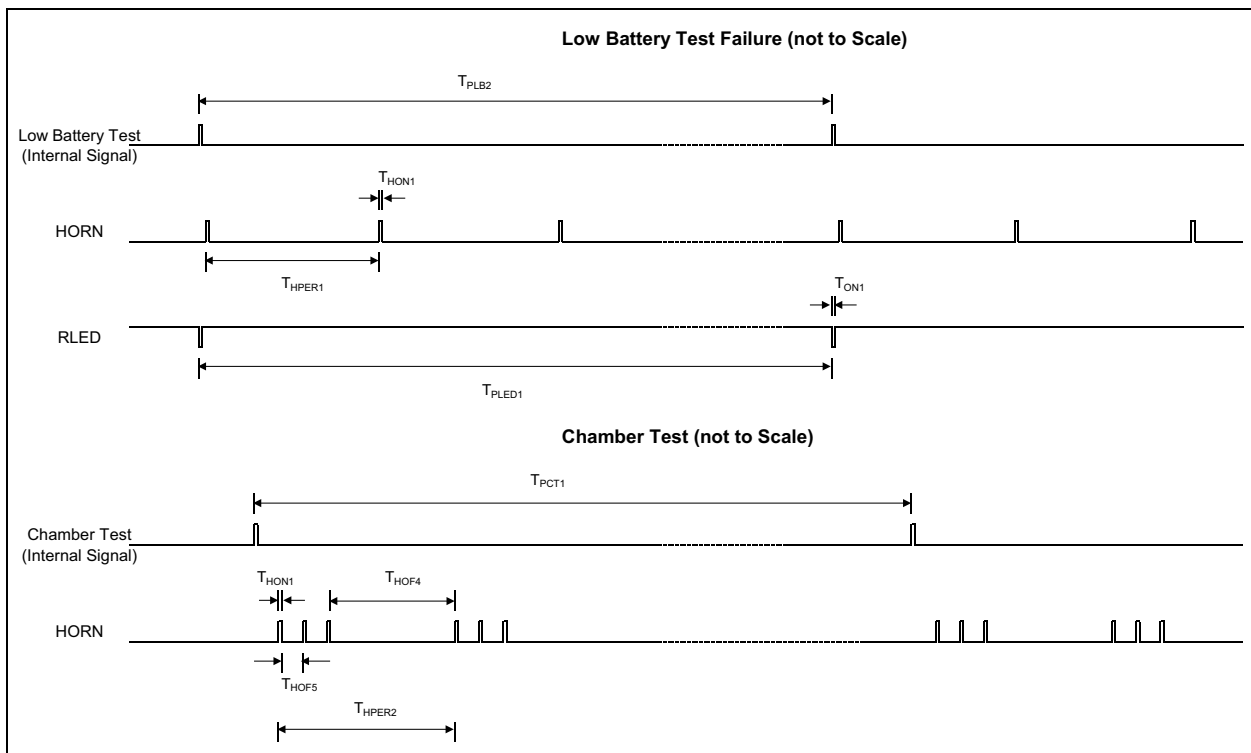 Low Battery Test Failure (not to Scale)
TPLB2
Low Battery Test
(Internal Signal)
THON1
HORN
THPER1
TON1
RLED
TPLED1
Chamber Test (not to Scale)
TPCT1
Chamber Test
(Internal Signal)
THON1
THOF4
HORN
THOF5
THPER2